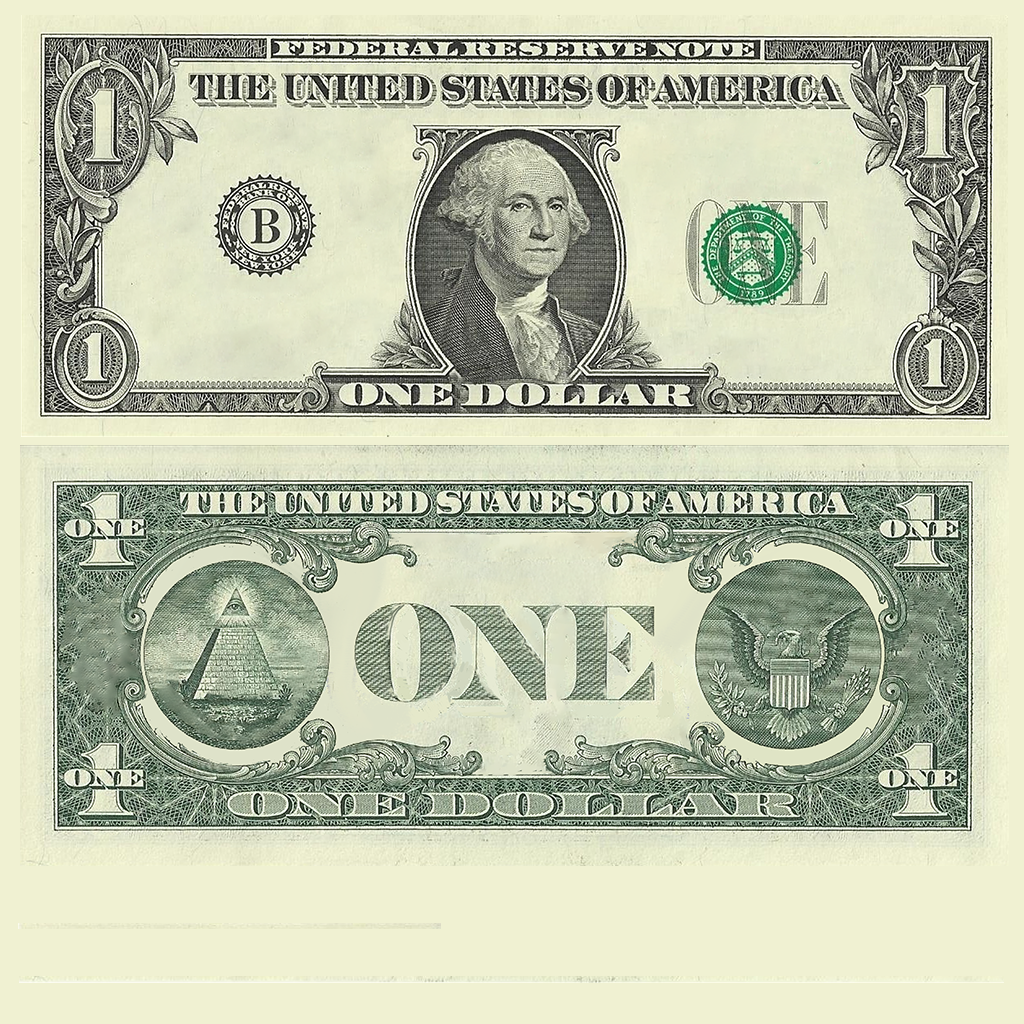 FEDERAL RESERVE NOTE
THE UNITED STATES OF AMERICA
1
1
FEDERAL RESERVE BANK OF
B
NEW YORK
NEW YORK
ONE
THE DEPARTMENT OF THE TREASURY
1789
1
1
ONE DOLLAR
THE UNITED STATES OF AMERICA
1
ONE
1
ONE
ONE
1
ONE
1
ONE
ONE DOLLAR